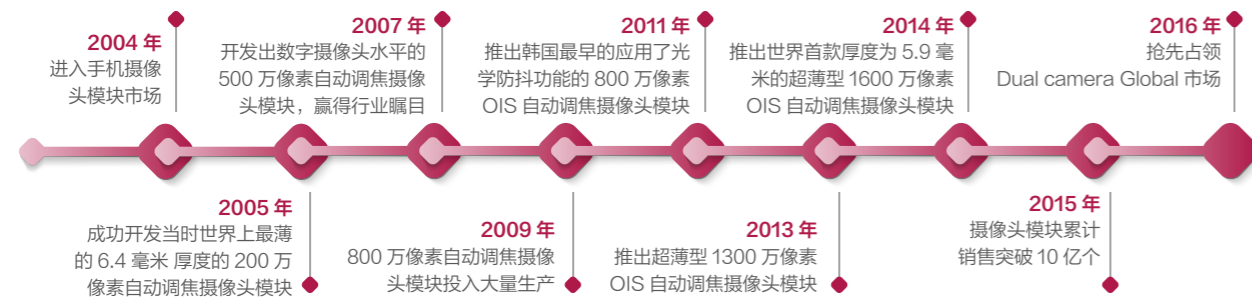 2004 年
进入手机摄像
头模块市场
2005 年
成功开发当时世界上最薄
的 6.4 毫米 厚度的 200 万
像素自动调焦摄像头模块
2007 年
开发出数字摄像头水平的
500 万像素自动调焦摄像
头模块，赢得行业瞩目
2009 年
800 万像素自动调焦摄像
头模块投入大量生产
2011 年
推出韩国最早的应用了光
学防抖功能的 800 万像素
OIS 自动调焦摄像头模块
2013 年
推出超薄型 1300 万像素
OIS 自动调焦摄像头模块
2014 年
推出世界首款厚度为 5.9 毫
米的超薄型 1600 万像素
OIS 自动调焦摄像头模块
2015 年
摄像头模块累计
销售突破 10 亿个
2016 年
抢先占领
Dual camera Global 市场